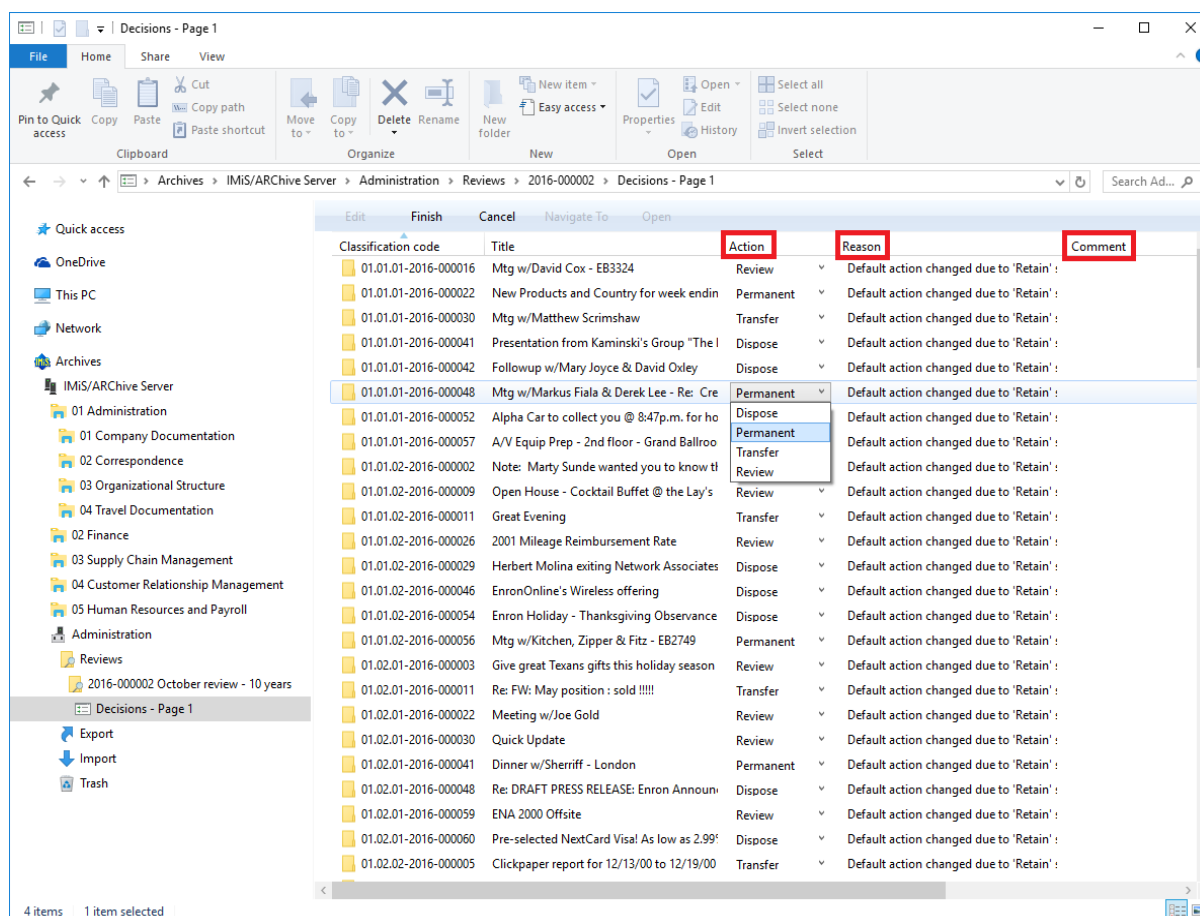 Decisions - Page 1
File Home Share View
Pin to Quick access
Copy
Paste
Cut
Copy path
Paste shortcut
Clipboard
Move to
Copy to
Delete
Rename
Organize
New folder
New item
Easy access
New
Properties
Open
Edit
History
Open
Select all
Select none
Invert selection
Select
Archives > IMiS/ARChive Server > Administration > Reviews > 2016-000002 > Decisions - Page 1
Search Ad...
Quick access
OneDrive
This PC
Network
Archives
IMiS/ARChive Server
01 Administration
01 Company Documentation
02 Correspondence
03 Organizational Structure
04 Travel Documentation
02 Finance
03 Supply Chain Management
04 Customer Relationship Management
05 Human Resources and Payroll
Administration
Reviews
2016-000002 October review - 10 years
Decisions - Page 1
Export
Import
Trash
Edit Finish Cancel Navigate To Open
Classification code Title Action Reason Comment
01.01.01-2016-000016 Mtg w/David Cox - EB3324 Review Default action changed due to 'Retain'
01.01.01-2016-000022 New Products and Country for week endin Permanent Default action changed due to 'Retain'
01.01.01-2016-000030 Mtg w/Matthew Scrimshaw Transfer Default action changed due to 'Retain'
01.01.01-2016-000041 Presentation from Kaminski's Group "The Dispose Default action changed due to 'Retain'
01.01.01-2016-000042 Followup w/Mary Joyce & David Oxley Dispose Default action changed due to 'Retain'
01.01.01-2016-000048 Mtg w/Markus Fiala & Derek Lee - Re: Cre Permanent Default action changed due to 'Retain'
01.01.01-2016-000052 Alpha Car to collect you @ 8:47p.m. for ho Default action changed due to 'Retain'
01.01.01-2016-000057 A/V Equip Prep - 2nd floor - Grand Ballroo Default action changed due to 'Retain'
01.01.02-2016-000002 Note: Marty Sunde wanted you to know Default action changed due to 'Retain'
Dispose
Permanent
Transfer
Review
01.01.02-2016-000009 Open House - Cocktail Buffet @ the Lay's Review Default action changed due to 'Retain'
01.01.02-2016-000011 Great Evening Transfer Default action changed due to 'Retain'
01.01.02-2016-000026 2001 Mileage Reimbursement Rate Review Default action changed due to 'Retain'
01.01.02-2016-000029 Herbert Molina exiting Network Associates Dispose Default action changed due to 'Retain'
01.01.02-2016-000046 EnronOnline's Wireless offering Dispose Default action changed due to 'Retain'
01.01.02-2016-000054 Enron Holiday - Thanksgiving Observance Dispose Default action changed due to 'Retain'
01.01.02-2016-000056 Mtg w/Kitchen, Zipper & Fitz - EB2749 Permanent Default action changed due to 'Retain'
01.02.01-2016-000003 Give great Texans gifts this holiday season Review Default action changed due to 'Retain'
01.02.01-2016-000011 Re: FW: May position : sold !!!!! Transfer Default action changed due to 'Retain'
01.02.01-2016-000022 Meeting w/Joe Gold Review Default action changed due to 'Retain'
01.02.01-2016-000030 Quick Update Review Default action changed due to 'Retain'
01.02.01-2016-000041 Dinner w/Sherriff - London Permanent Default action changed due to 'Retain'
01.02.01-2016-000048 Re: DRAFT PRESS RELEASE: Enron Announ Dispose Default action changed due to 'Retain'
01.02.01-2016-000059 ENA 2000 Offsite Review Default action changed due to 'Retain'
01.02.01-2016-000060 Pre-selected NextCard Visa! As low as 2.99 Dispose Default action changed due to 'Retain'
01.02.02-2016-000005 Clickpaper report for 12/13/00 to 12/19/00 Transfer Default action changed due to 'Retain'
4 items 1 item selected